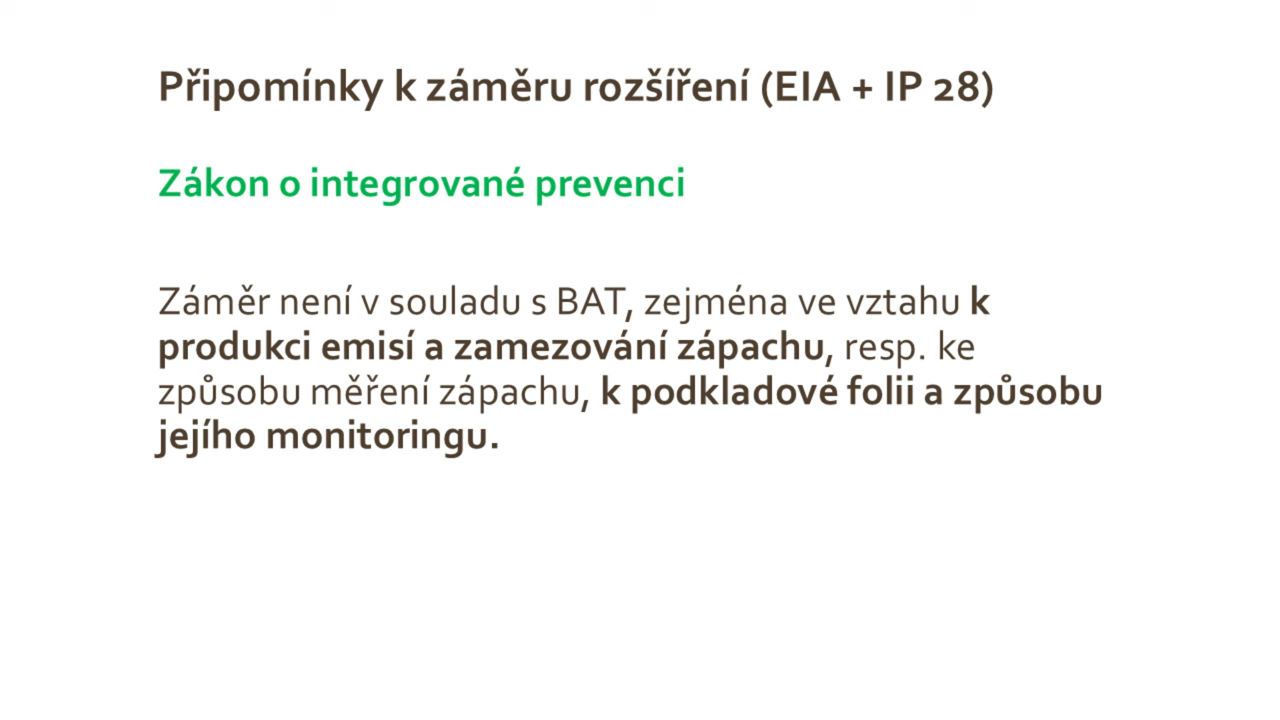 Připomínky k záměru rozšíření (EIA + IP 28)
Zákon o integrované prevenci
Záměr není v souladu s BAT, zejména ve vztahu k
produkci emisí a zamezování zápachu, resp. ke
způsobu měření zápachu, k podkladové folii a způsobu
jejího monitoringu.